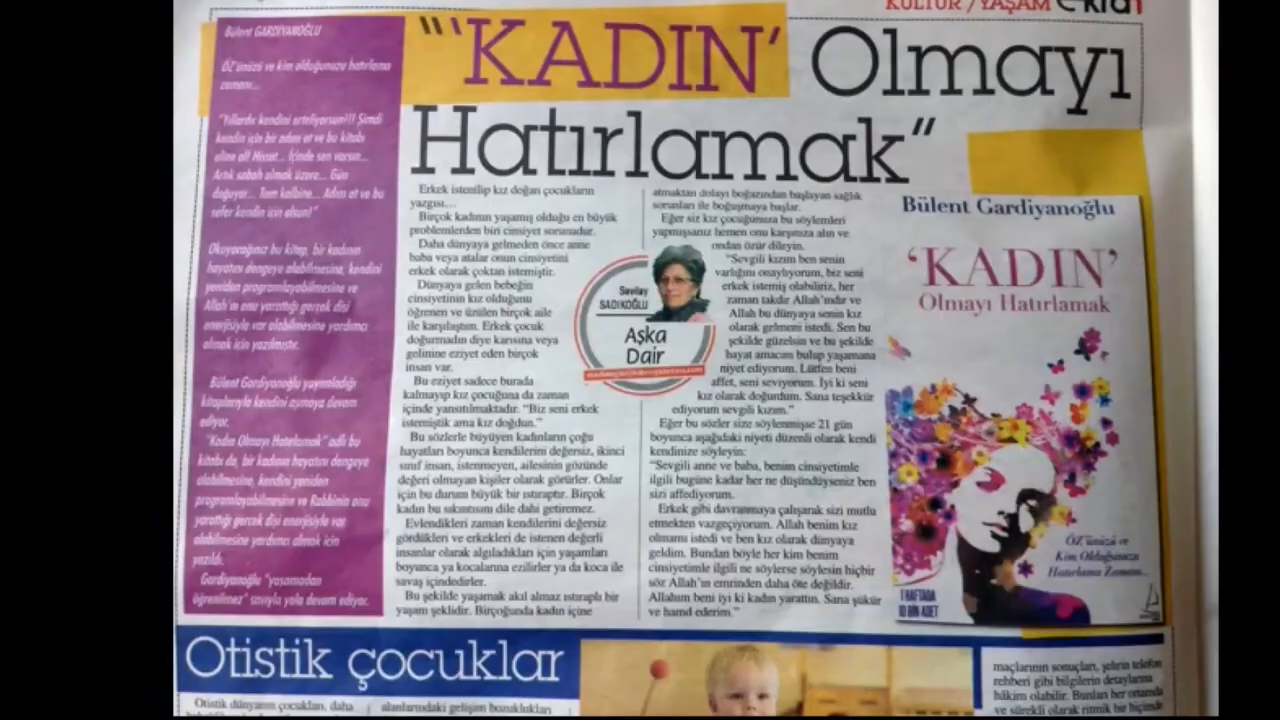 KÜLTÜR / YAŞAM
"'KADIN' Olmayı
Hatırlamak"
Bülent GARDİYANOĞLU
ÖZ'ünüzü ve kim olduğunuzu hatırlama
zamanı...
"Yıllardır kendini erteliyorsun!!! Şimdi
kendin için bir adım at ve bu kitabı
eline al! Hisset... İçinde sen varsın...
Artık sabah olmak üzere... Gün
doğuyor... Tam kalbine... Adım at ve bu
sefer kendin için olsun!"
Okuyacağınız bu kitap, bir kadının
hayatını dengeye alabilmesine, kendini
yeniden programlayabilmesine ve
Allah'ın onu yarattığı gerçek dişi
enerjisiyle var olabilmesine yardımcı
olmak için yazılmıştır.
Bülent Gardiyanoğlu yayımladığı
kitaplarıyla kendini aşmaya devam
ediyor.
"Kadın Olmayı Hatırlamak" adlı bu
kitabı da, bir kadının hayatını dengeye
alabilmesine, kendini yeniden
programlayabilmesine ve Rabbinin onu
yarattığı gerçek dişi enerjisiyle var
olabilmesine yardımcı olmak için
yazıldı.
Gardiyanoğlu "yaşamadan
öğrenilmez" savıyla yola devam ediyor.
Erkek istenilip kız doğan çocukların
yazgısı...
Birçok kadının yaşamış olduğu en büyük
problemlerden biri cinsiyet sorunudur.
Daha dünyaya gelmeden önce anne
baba veya atalar onun cinsiyetini
erkek olarak çoktan istemiştir.
Dünyaya gelen bebeğin
cinsiyetinin kız olduğunu
öğrenen ve üzülen birçok aile
ile karşılaştım. Erkek çocuk
doğurmadın diye karısına veya
gelinine eziyet eden birçok
insan var.
Bu eziyet sadece burada
kalmayıp kız çocuğuna da zaman
içinde yansıtılmaktadır. "Biz seni erkek
istemiştik ama kız doğdun."
Bu sözlerle büyüyen kadınların çoğu
hayatları boyunca kendilerini değersiz, ikinci
sınıf insan, istenmeyen, ailesinin gözünde
değeri olmayan kişiler olarak görürler. Onlar
için bu durum büyük bir ıstıraptır. Birçok
kadın bu sıkıntısını dile dahi getiremez.
Evlendikleri zaman kendilerini değersiz
gördükleri ve erkekleri de istenen değerli
insanlar olarak algıladıkları için yaşamları
boyunca ya kocalarına ezilirler ya da koca ile
savaş içindedirler.
Bu şekilde yaşamak akıl almaz ıstıraplı bir
yaşam şeklidir. Birçoğunda kadın içine
Sevilay
SADIKOĞLU
Aşka
Dair
atmaktan dolayı boğazından başlayan sağlık
sorunları ile boğuşmaya başlar.
Eğer siz kız çocuğunuza bu söylemleri
yapmışsanız hemen onu karşınıza alın ve
ondan özür dileyin.
"Sevgili kızım ben senin
varlığını onaylıyorum, biz seni
erkek istemiş olabiliriz, her
zaman takdir Allah'ındır ve
Allah bu dünyaya senin kız
olarak gelmeni istedi. Sen bu
şekilde güzelsin ve bu şekilde
hayat amacını bulup yaşamana
niyet ediyorum. Lütfen beni
affet, seni seviyorum. İyi ki seni
kız olarak doğurdum. Sana teşekkür
ediyorum sevgili kızım."
Eğer bu sözler size söylenmişse 21 gün
boyunca aşağıdaki niyeti düzenli olarak kendi
kendinize söyleyin:
"Sevgili anne ve baba, benim cinsiyetimle
ilgili bugüne kadar her ne düşündüyseniz ben
sizi affediyorum.
Erkek gibi davranmaya çalışarak sizi mutlu
etmekten vazgeçiyorum. Allah benim kız
olmamı istedi ve ben kız olarak dünyaya
geldim. Bundan böyle her kim benim
cinsiyetimle ilgili ne söylerse söylesin hiçbir
söz Allah'ın emrinden daha öte değildir.
Allahım beni iyi ki kadın yarattın. Sana şükür
ve hamd ederim."
Bülent Gardiyanoğlu
'KADIN'
Olmayı Hatırlamak
ÖZ'ünüzü ve
Kim Olduğunuzu
Hatırlama Zamanı...
1 HAFTADA
10 BİN ADET
Otistik çocuklar
Otistik dünyanın çocukları, daha
alanlarındaki gelişim bozuklukları
maçlarının sonuçları, şehrin telefon
rehberi gibi bilgilerin detaylarına
hâkim olabilir. Bunları her ortamda
ve sürekli olarak ritmik bir biçimde